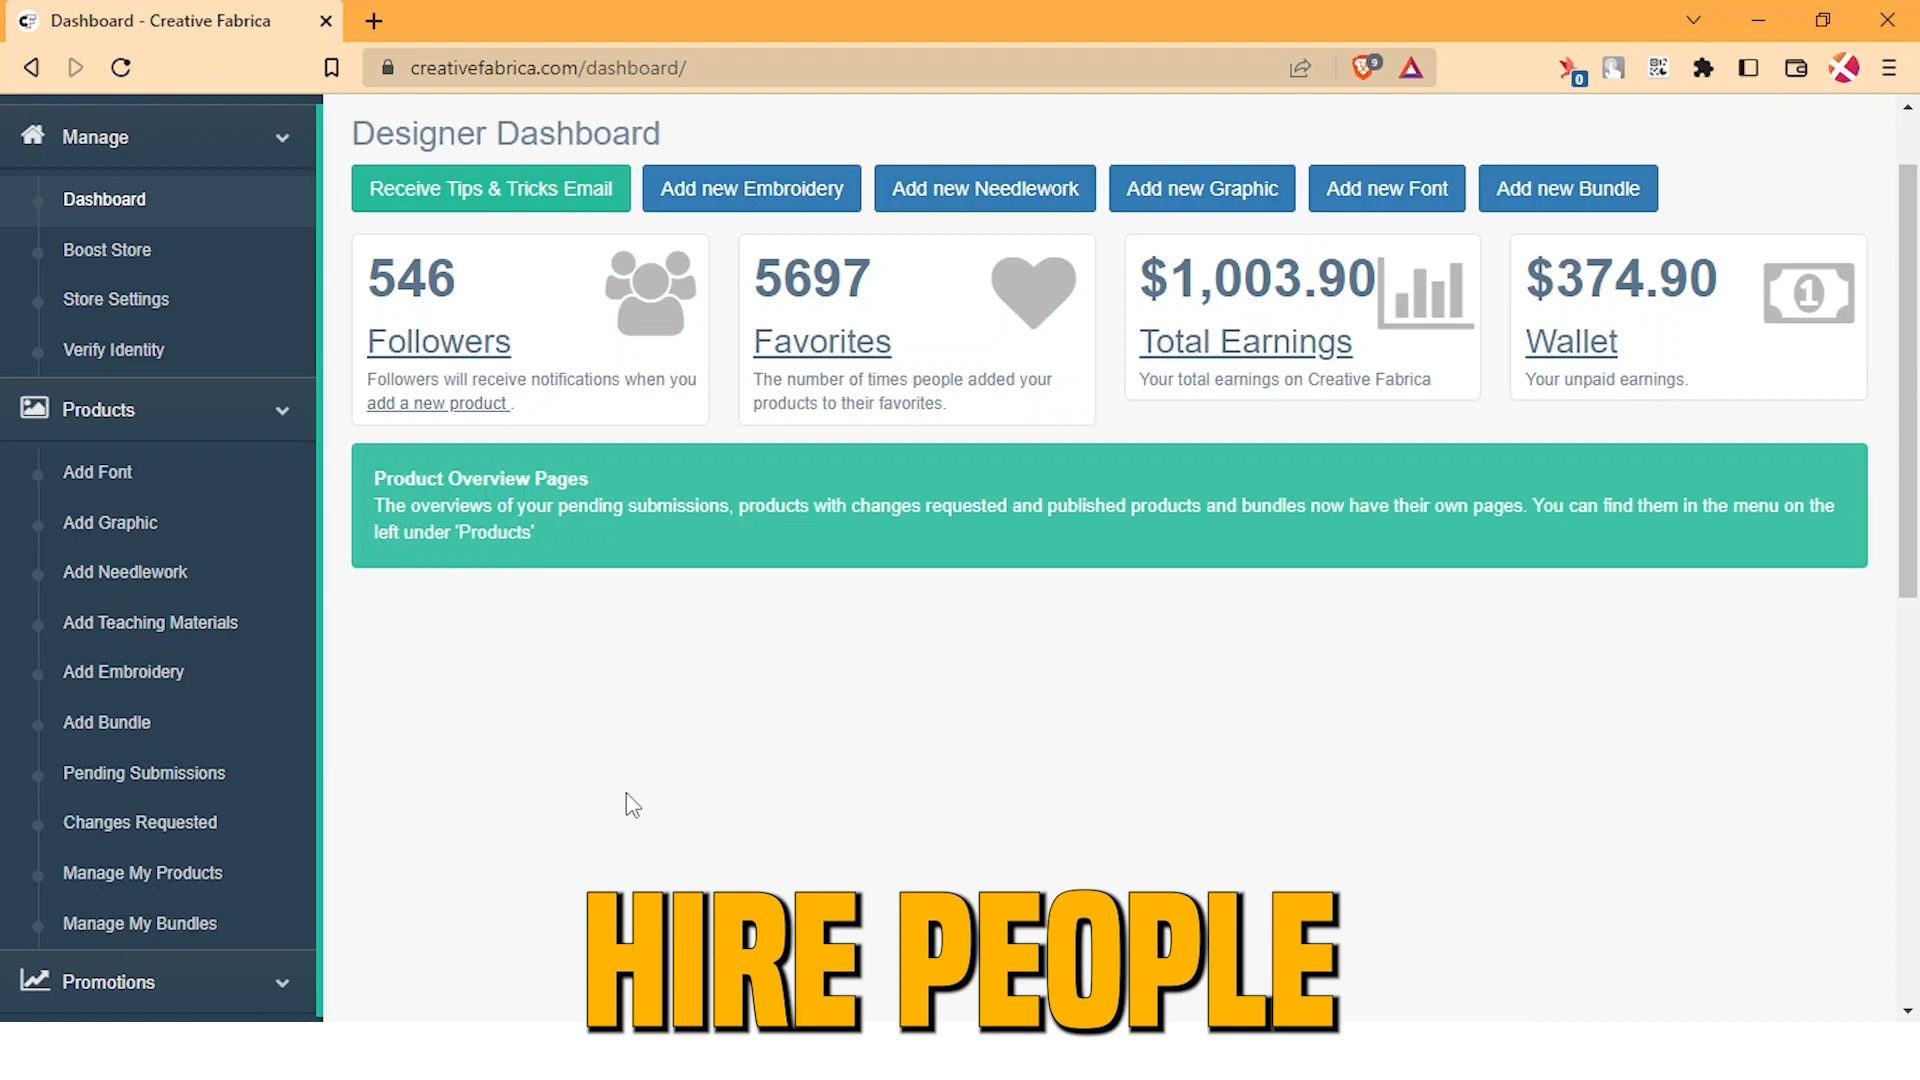 Dashboard - Creative Fabrica
creativefabrica.com/dashboard/
9
0
Manage
Dashboard
Boost Store
Store Settings
Verify Identity
Products
Add Font
Add Graphic
Add Needlework
Add Teaching Materials
Add Embroidery
Add Bundle
Pending Submissions
Changes Requested
Manage My Products
Manage My Bundles
Promotions
Designer Dashboard
Receive Tips & Tricks Email
Add new Embroidery
Add new Needlework
Add new Graphic
Add new Font
Add new Bundle
546
Followers
Followers will receive notifications when you
add a new product .
5697
Favorites
The number of times people added your
products to their favorites.
$1,003.90
Total Earnings
Your total earnings on Creative Fabrica
$374.90
1
Wallet
Your unpaid earnings.
Product Overview Pages
The overviews of your pending submissions, products with changes requested and published products and bundles now have their own pages. You can find them in the menu on the
left under 'Products'
HIRE PEOPLE